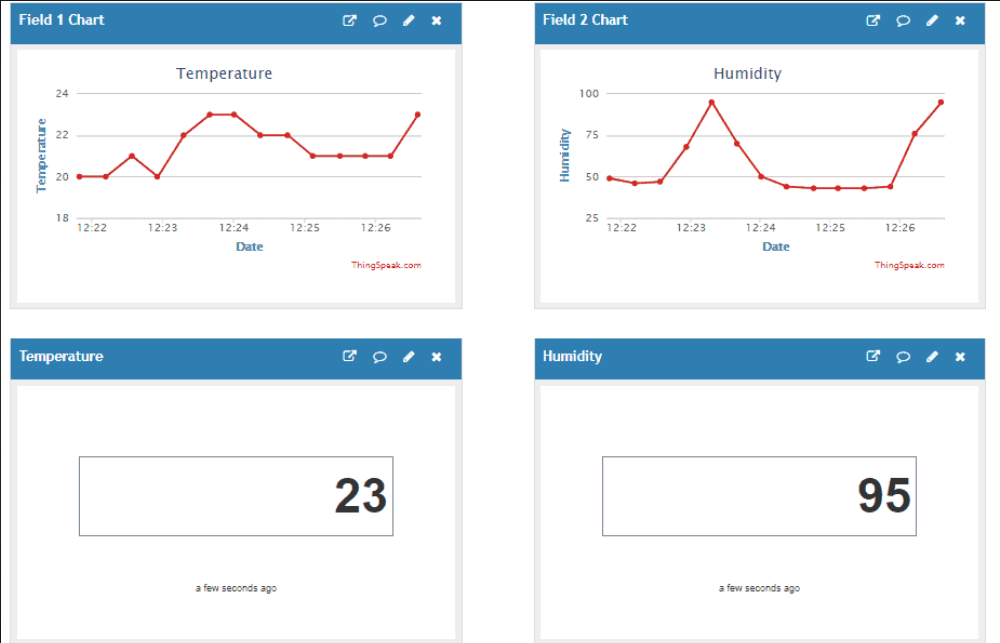 Field 1 Chart
Temperature
24
22
20
18
Temperature
12:22 12:23 12:24 12:25 12:26
Date
ThingSpeak.com
Field 2 Chart
Humidity
100
75
50
25
Humidity
12:22 12:23 12:24 12:25 12:26
Date
ThingSpeak.com
Temperature
23
a few seconds ago
Humidity
95
a few seconds ago